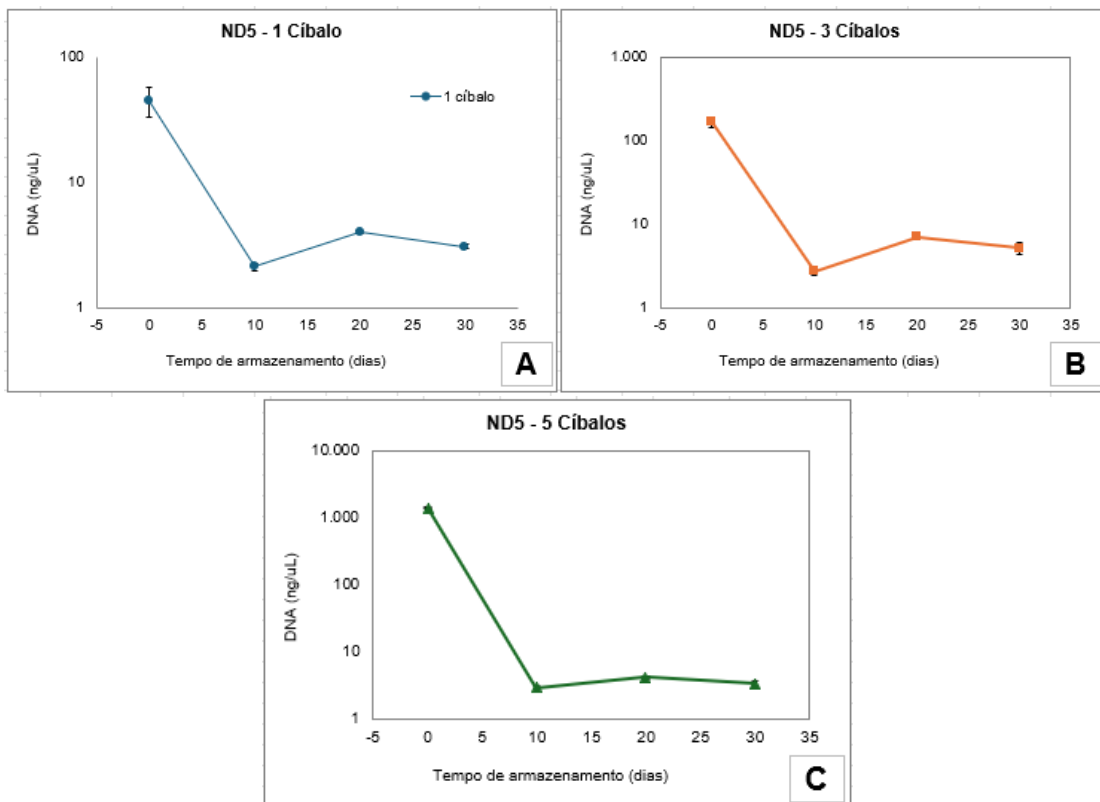 ND5 - 1 Cíbalo
100
10
1
1 cíbalo
DNA (ng/uL)
-5 0 5 10 15 20 25 30 35
Tempo de armazenamento (dias)
A
ND5 - 3 Cíbalos
1.000
100
10
1
DNA (ng/uL)
-5 0 5 10 15 20 25 30 35
Tempo de armazenamento (dias)
B
ND5 - 5 Cíbalos
10.000
1.000
100
10
1
DNA (ng/uL)
-5 0 5 10 15 20 25 30 35
Tempo de armazenamento (dias)
C